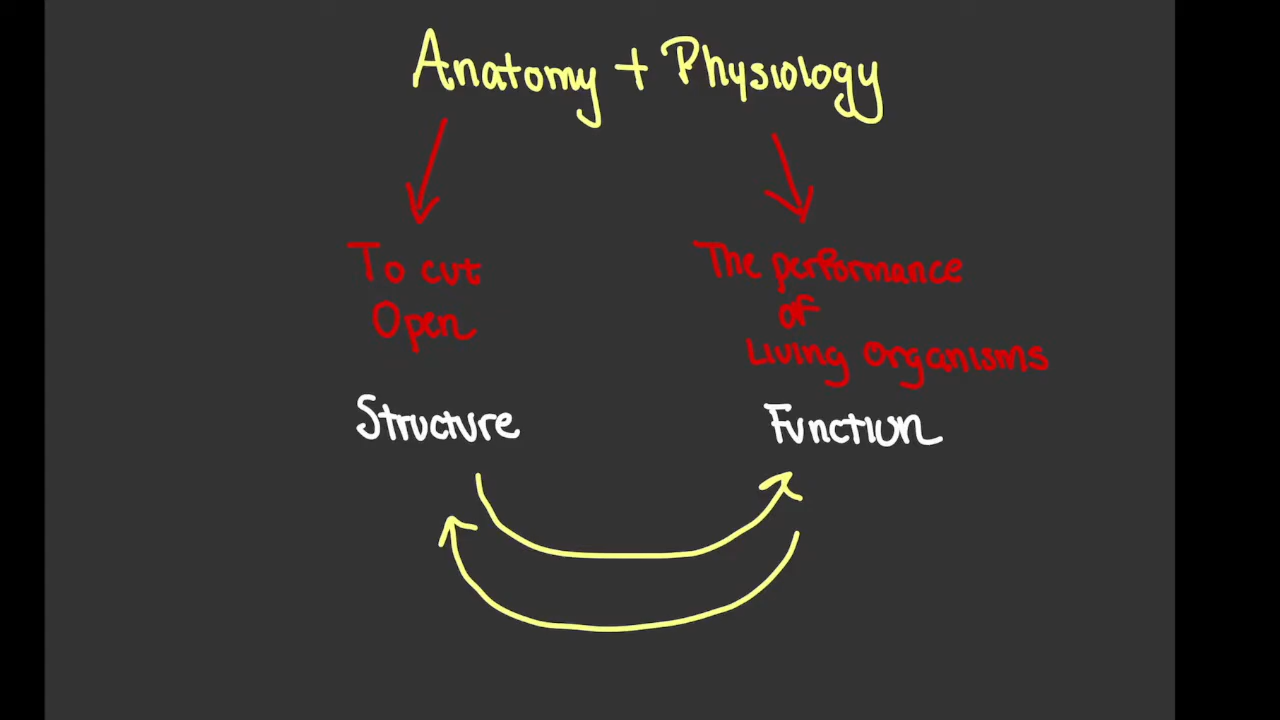 Anatomy + Physiology
To cut
Open
The performance
of
Living Organisms
Structure
Function